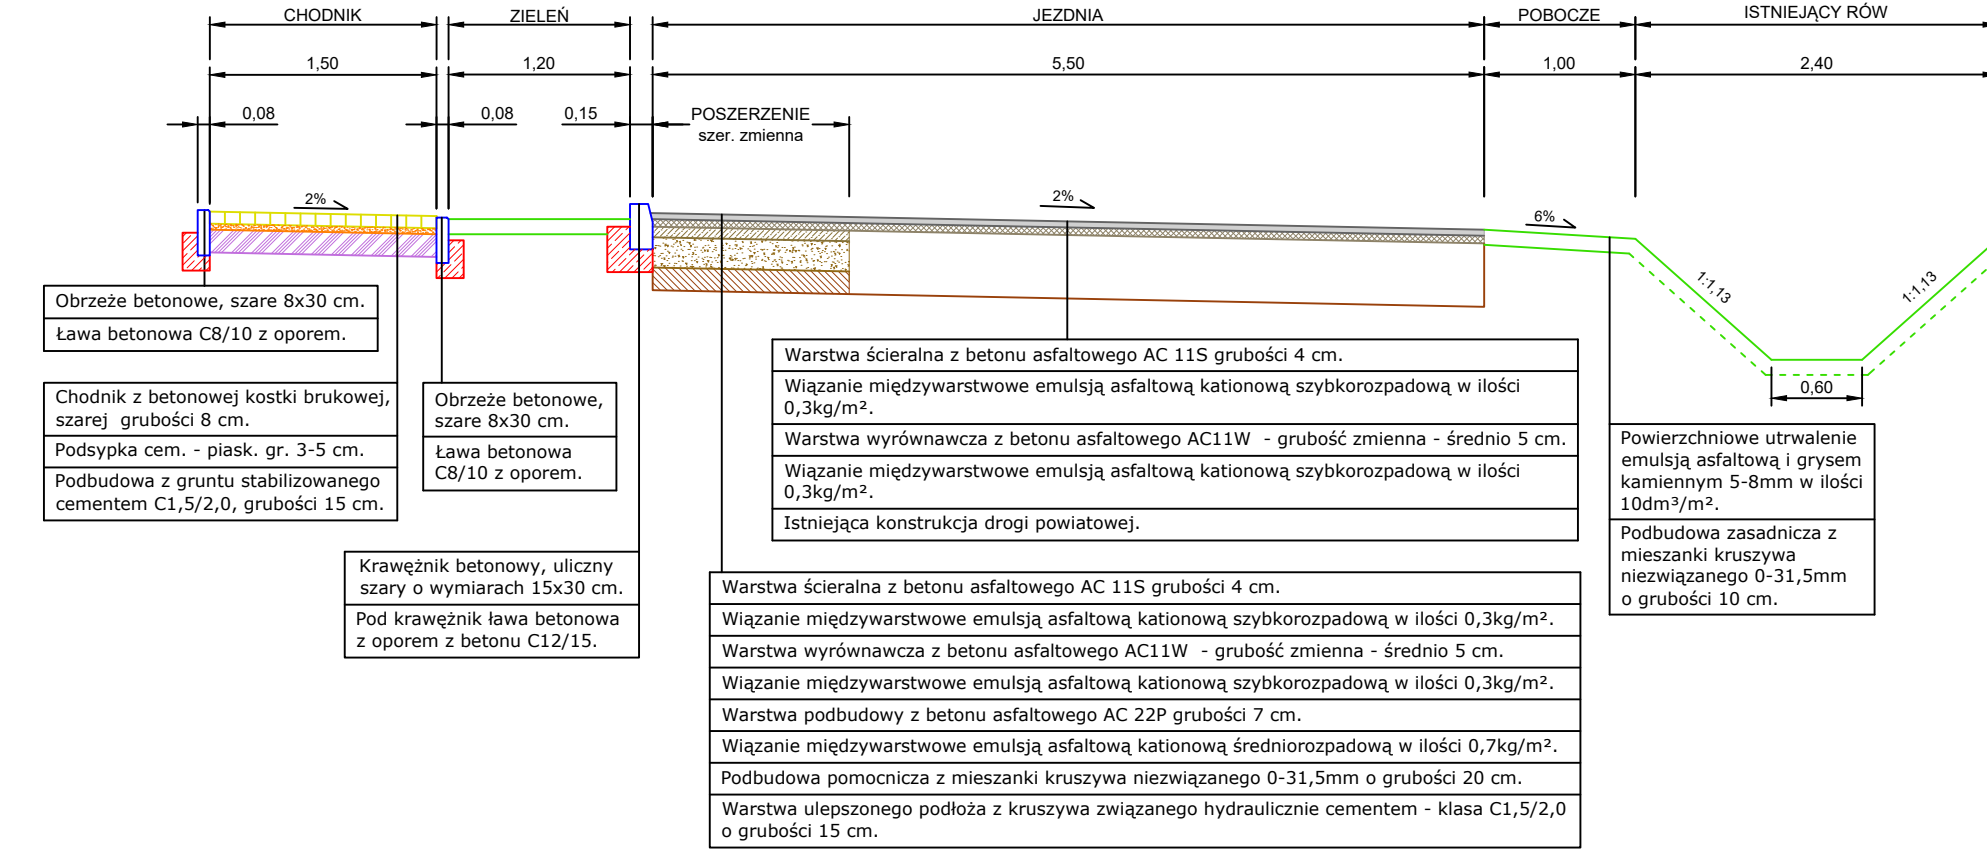 CHODNIK
ZIELEŃ
JEZDNIA
POBOCZE
ISTNIEJĄCY RÓW
1,50
1,20
5,50
1,00
2,40
0,08
0,08
0,15
POSZERZENIE
szer. zmienna
2%
2%
6%
1:1,13
1:1,13
0,60
Obrzeże betonowe, szare 8x30 cm.
Ława betonowa C8/10 z oporem.
Chodnik z betonowej kostki brukowej,
szarej grubości 8 cm.
Podsypka cem. - piask. gr. 3-5 cm.
Podbudowa z gruntu stabilizowanego
cementem C1,5/2,0, grubości 15 cm.
Obrzeże betonowe,
szare 8x30 cm.
Ława betonowa
C8/10 z oporem.
Krawężnik betonowy, uliczny
szary o wymiarach 15x30 cm.
Pod krawężnik ława betonowa
z oporem z betonu C12/15.
Warstwa ścieralna z betonu asfaltowego AC 11S grubości 4 cm.
Wiązanie międzywarstwowe emulsją asfaltową kationową szybkorozpadową w ilości
0,3kg/m².
Warstwa wyrównawcza z betonu asfaltowego AC11W - grubość zmienna - średnio 5 cm.
Wiązanie międzywarstwowe emulsją asfaltową kationową szybkorozpadową w ilości
0,3kg/m².
Istniejąca konstrukcja drogi powiatowej.
Warstwa ścieralna z betonu asfaltowego AC 11S grubości 4 cm.
Wiązanie międzywarstwowe emulsją asfaltową kationową szybkorozpadową w ilości 0,3kg/m².
Warstwa wyrównawcza z betonu asfaltowego AC11W - grubość zmienna - średnio 5 cm.
Wiązanie międzywarstwowe emulsją asfaltową kationową szybkorozpadową w ilości 0,3kg/m².
Warstwa podbudowy z betonu asfaltowego AC 22P grubości 7 cm.
Wiązanie międzywarstwowe emulsją asfaltową kationową średniorozpadową w ilości 0,7kg/m².
Podbudowa pomocnicza z mieszanki kruszywa niezwiązanego 0-31,5mm o grubości 20 cm.
Warstwa ulepszonego podłoża z kruszywa związanego hydraulicznie cementem - klasa C1,5/2,0
o grubości 15 cm.
Powierzchniowe utrwalenie
emulsją asfaltową i grysem
kamiennym 5-8mm w ilości
10dm³/m².
Podbudowa zasadnicza z
mieszanki kruszywa
niezwiązanego 0-31,5mm
o grubości 10 cm.